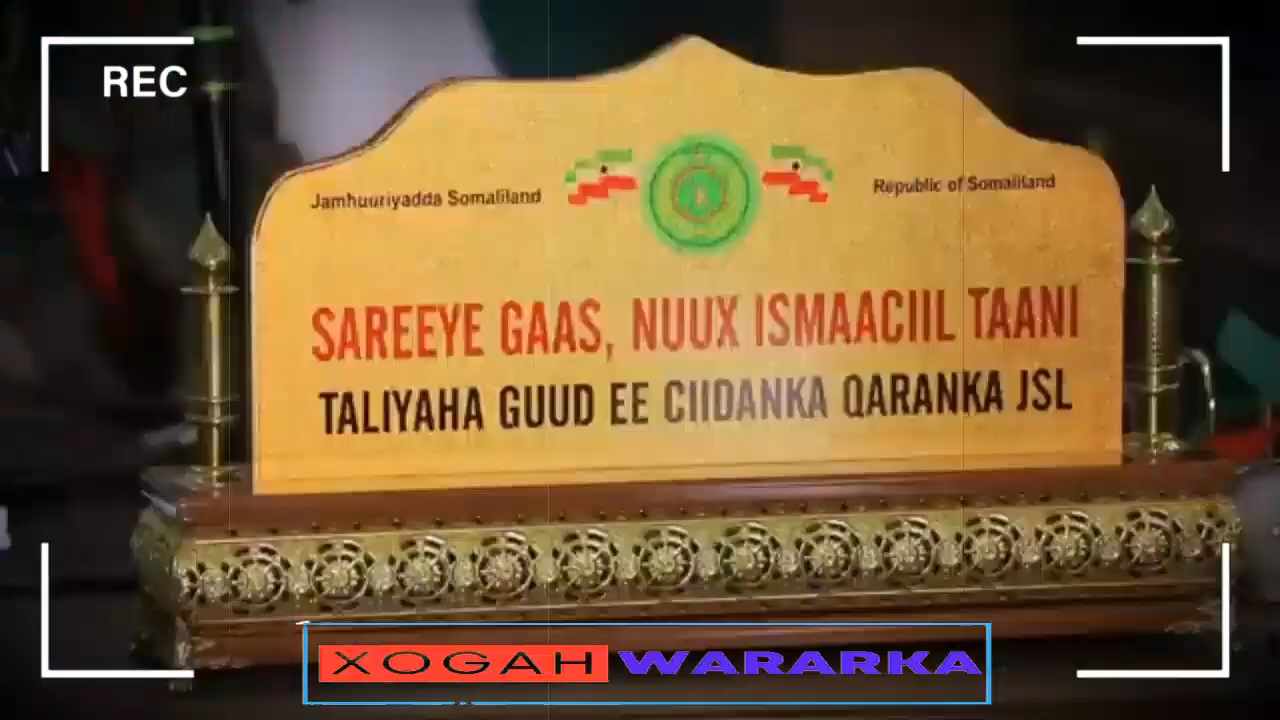 REC
Jamhuuriyadda Somaliland
Republic of Somaliland
SAREEYE GAAS, NUUX ISMAACIIL TAANI
TALIYAHA GUUD EE CIIDANKA QARANKA JSL
XOGAH WARARKA